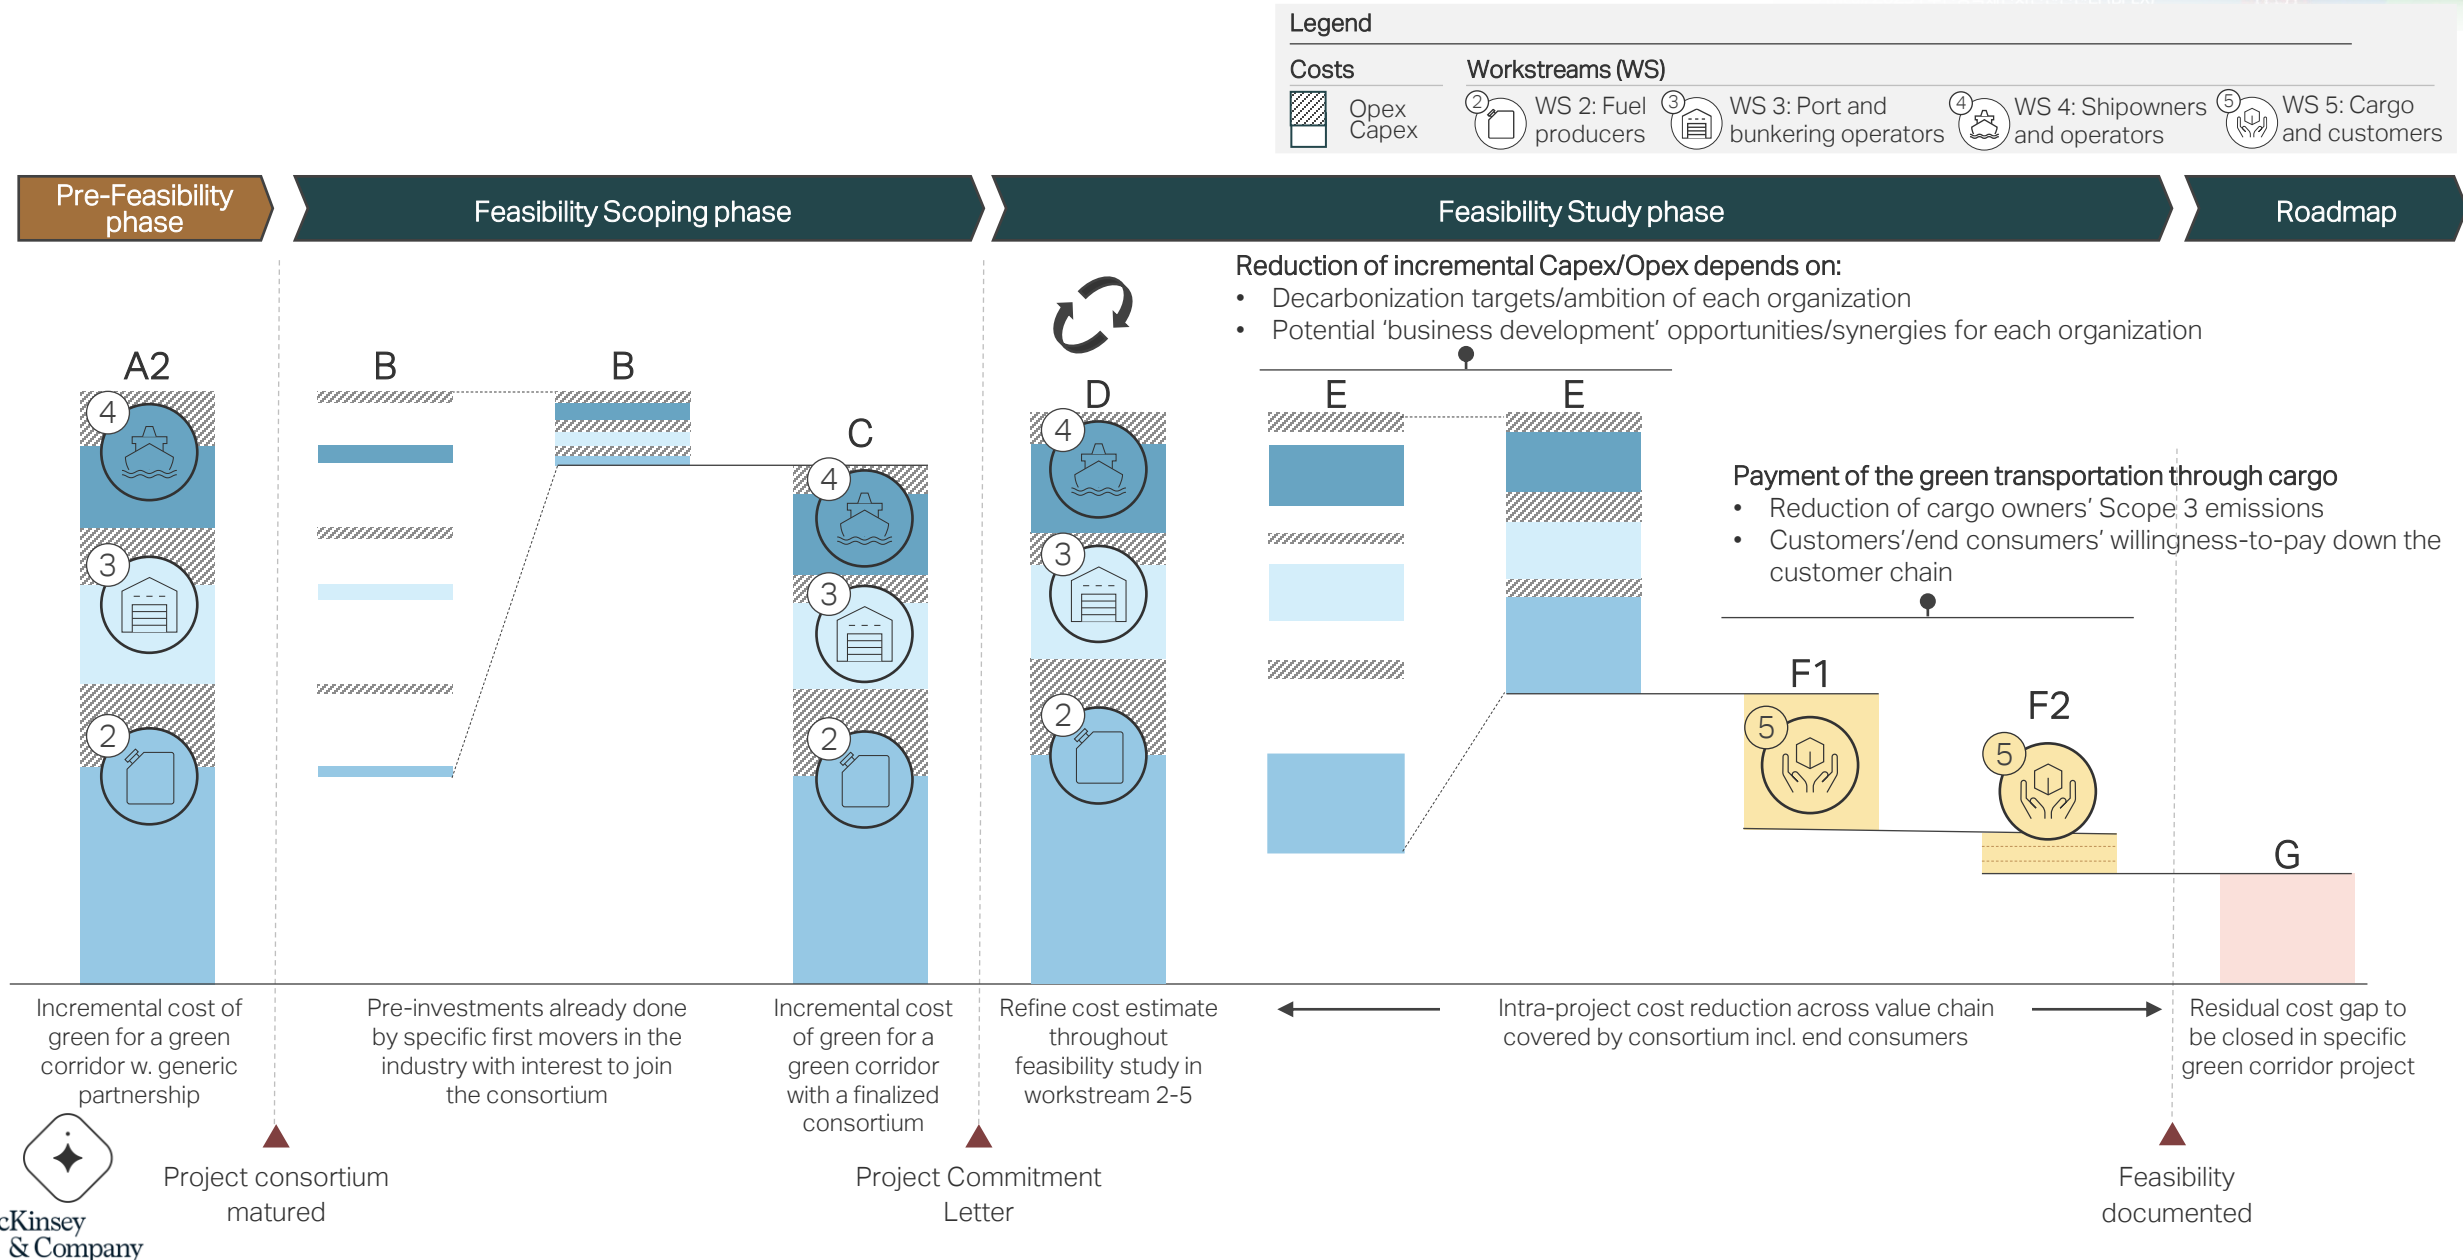 Legend
Costs
Workstreams (WS)
Opex
Capex
2
WS 2: Fuel
producers
3
WS 3: Port and
bunkering operators
4
WS 4: Shipowners
and operators
5
WS 5: Cargo
and customers
Pre-Feasibility
phase
Feasibility Scoping phase
Feasibility Study phase
Roadmap
Reduction of incremental Capex/Opex depends on:
• Decarbonization targets/ambition of each organization
• Potential ‘business development’ opportunities/synergies for each organization
A2
4
3
2
B
B
C
4
3
2
D
4
3
2
E
E
Payment of the green transportation through cargo
• Reduction of cargo owners’ Scope 3 emissions
• Customers’/end consumers’ willingness-to-pay down the
customer chain
F1
5
F2
5
G
Incremental cost of
green for a green
corridor w. generic
partnership
Pre-investments already done
by specific first movers in the
industry with interest to join
the consortium
Incremental cost
of green for a
green corridor
with a finalized
consortium
Refine cost estimate
throughout
feasibility study in
workstream 2-5
Intra-project cost reduction across value chain
covered by consortium incl. end consumers
Residual cost gap to
be closed in specific
green corridor project
Project consortium
matured
Project Commitment
Letter
Feasibility
documented
cKinsey
& Company